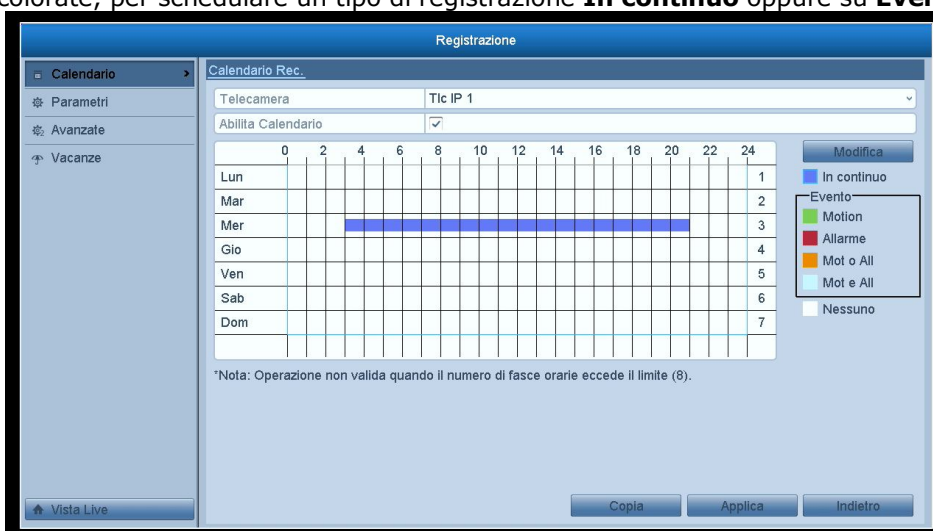 colorate, per schedulare un tipo di registrazione In continuo oppure su Even
Registrazione
Calendario
Parametri
Avanzate
Vacanze
Vista Live
Calendario Rec.
Telecamera Tlc IP 1
Abilita Calendario
0 2 4 6 8 10 12 14 16 18 20 22 24
Lun 1
Mar 2
Mer 3
Gio 4
Ven 5
Sab 6
Dom 7
Modifica
In continuo
Evento
Motion
Allarme
Mot o All
Mot e All
Nessuno
*Nota: Operazione non valida quando il numero di fasce orarie eccede il limite (8).
Copia Applica Indietro